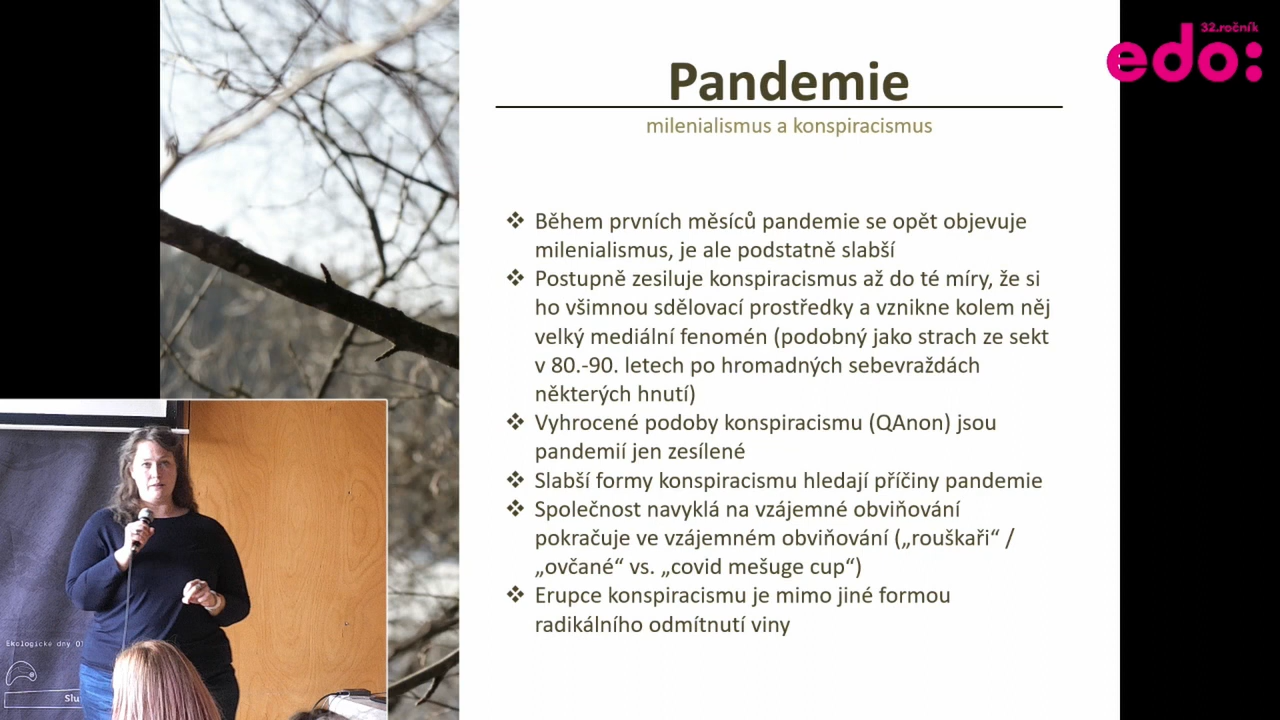 32.ročník
edo:
Pandemie
milenialismus a konspiracismus
❖ Během prvních měsíců pandemie se opět objevuje
milenialismus, je ale podstatně slabší
❖ Postupně zesiluje konspiracismus až do té míry, že si
ho všimnou sdělovací prostředky a vznikne kolem něj
velký mediální fenomén (podobný jako strach ze sekt
v 80.-90. letech po hromadných sebevraždách
některých hnutí)
❖ Vyhrocené podoby konspiracismu (QAnon) jsou
pandemií jen zesílené
❖ Slabší formy konspiracismu hledají příčiny pandemie
❖ Společnost navyklá na vzájemné obviňování
pokračuje ve vzájemném obviňování („rouškaři“ /
„ovčané“ vs. „covid mešuge cup“)
❖ Erupce konspiracismu je mimo jiné formou
radikálního odmítnutí viny
Ekologické dny